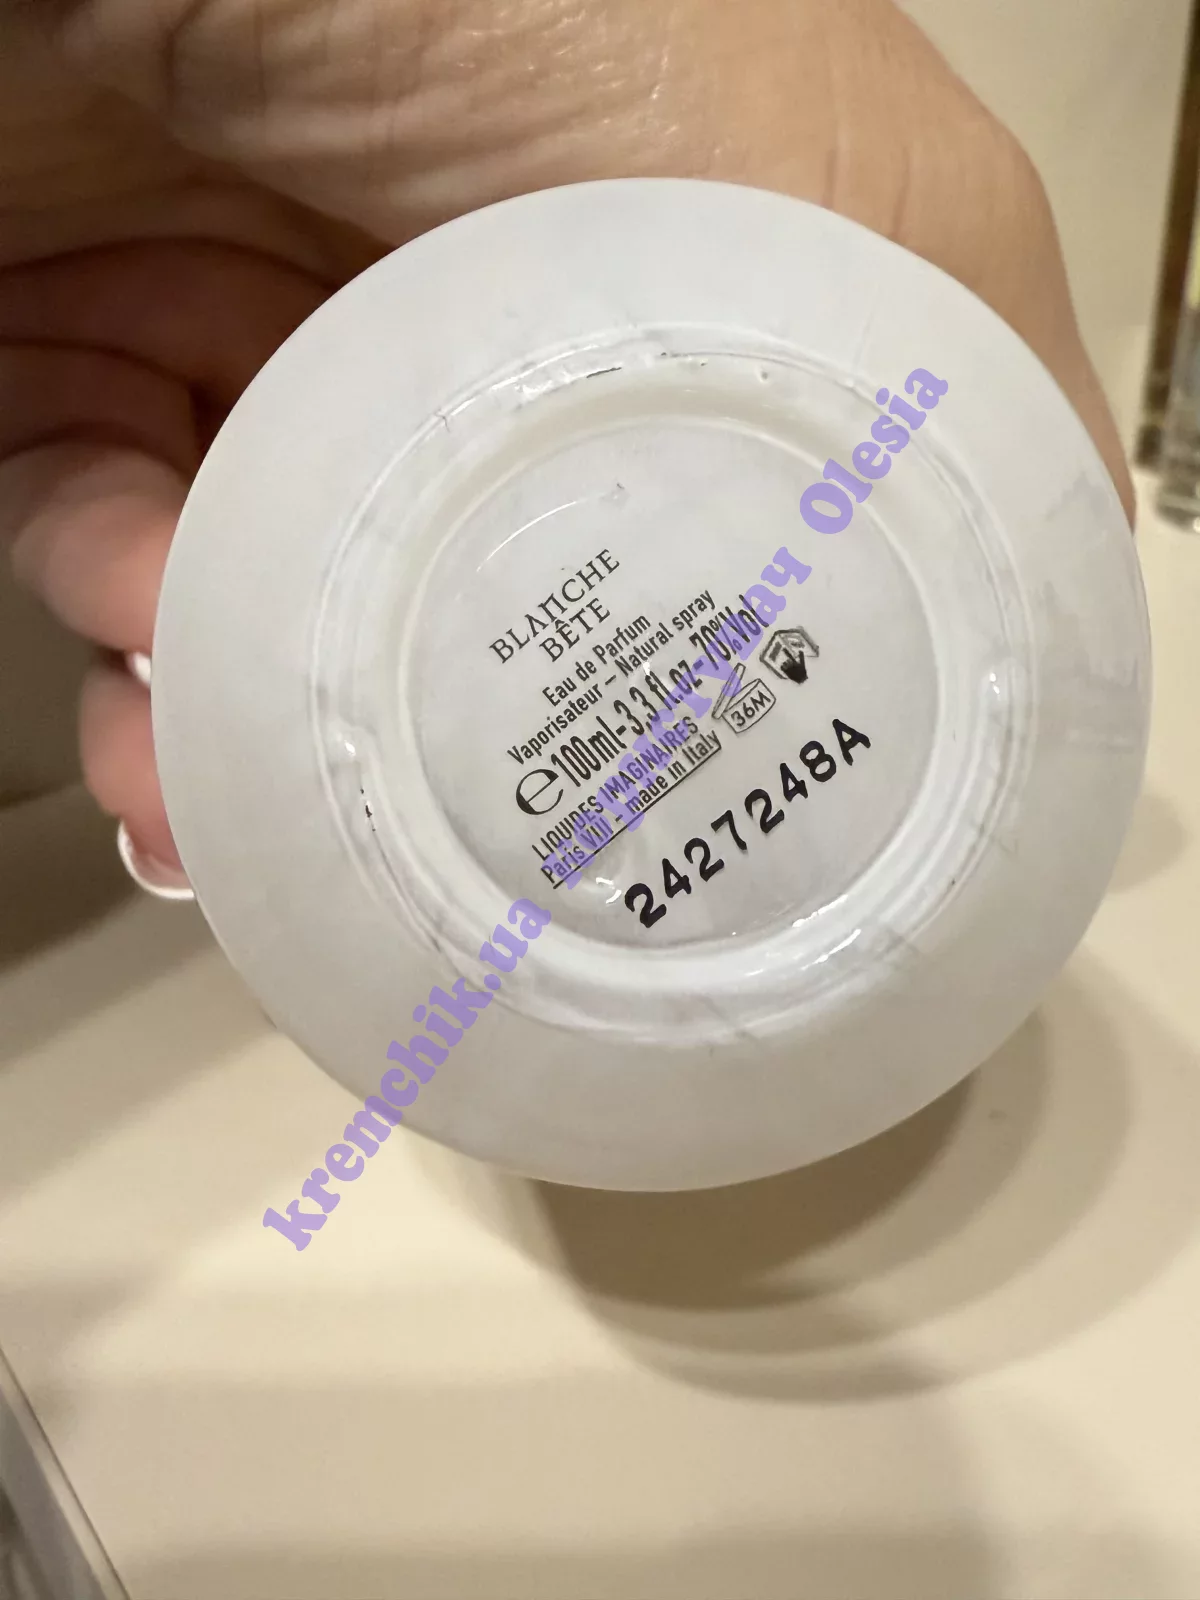 BLANCHE
BÊTE
Eau de Parfum
Vaporisateur – Natural spray
℮100ml-3,3 fl.oz-70%Vol
LIQUIDES IMAGINAIRES
Paris VIII - made in Italy
36M
2427248A
kremchik.ua Криштунач Olesia